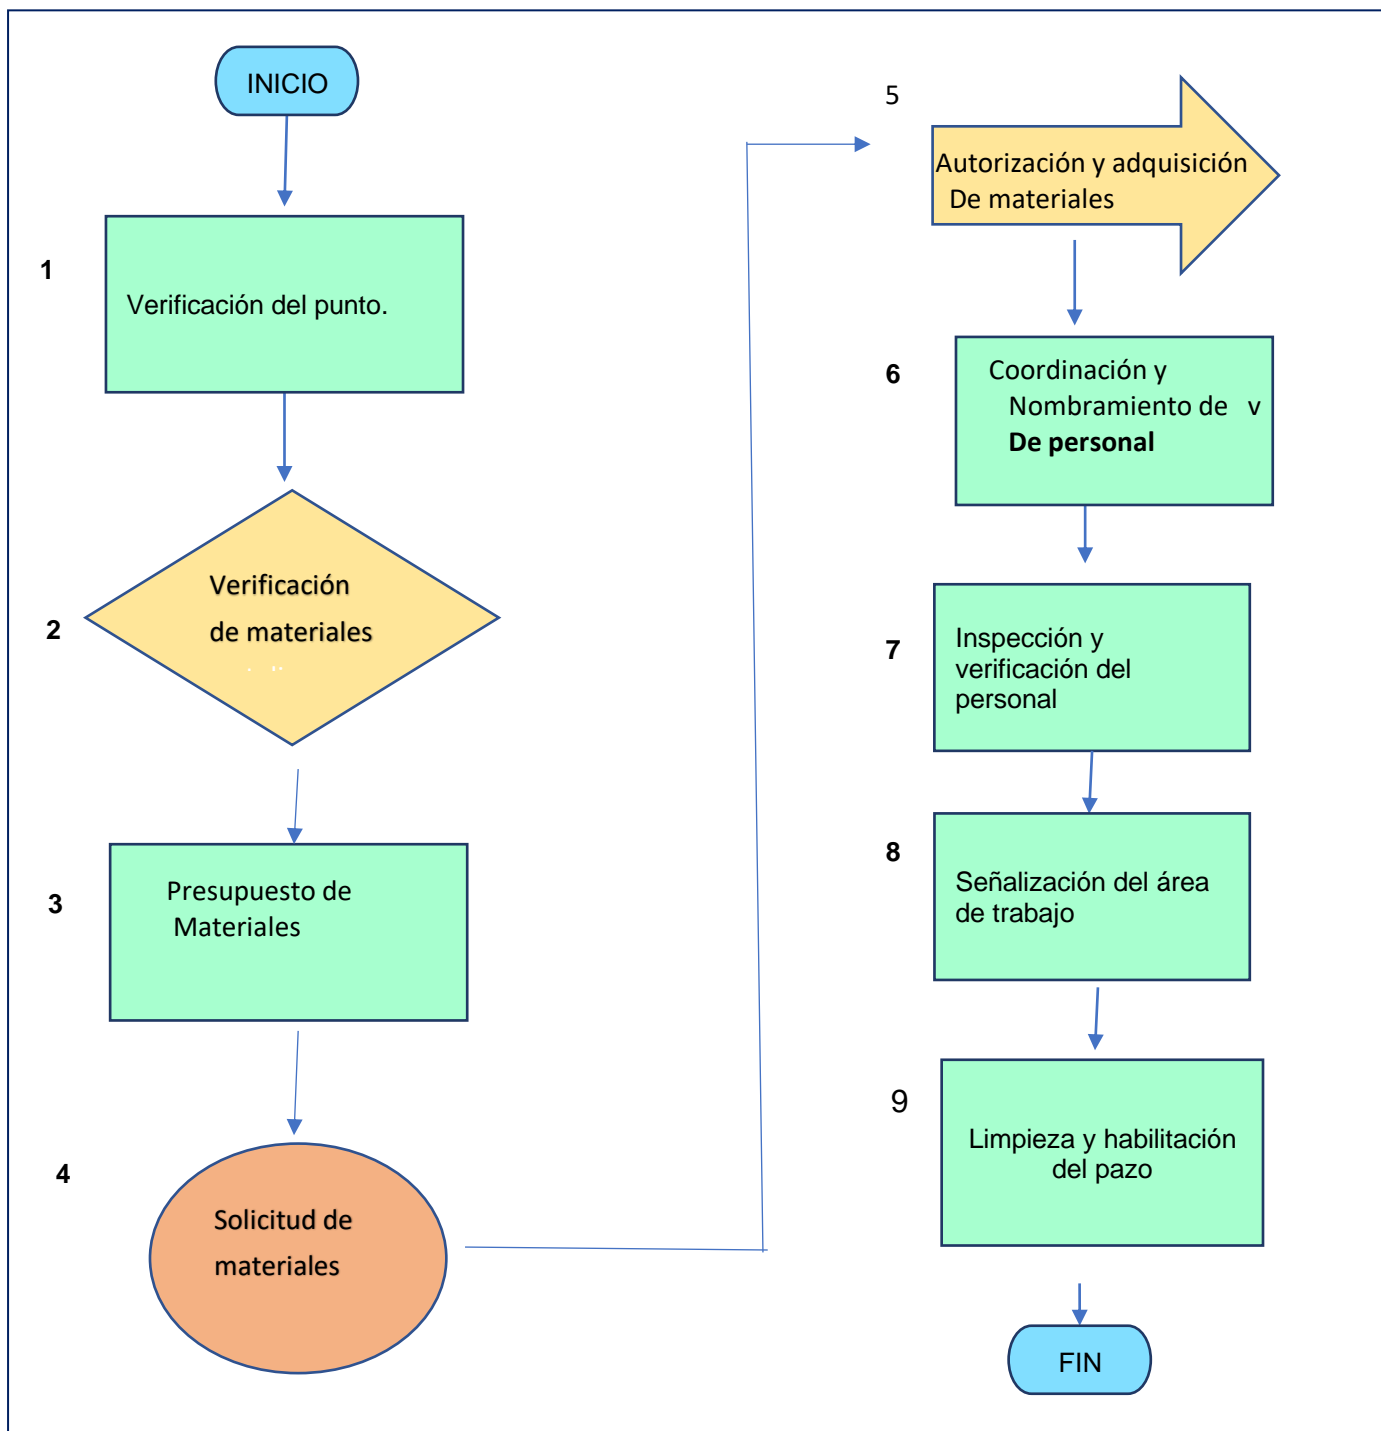 INICIO
1
Verificación del punto.
2
Verificación
de materiales
3
Presupuesto de
Materiales
4
Solicitud de
materiales
5
Autorización y adquisición
De materiales
6
Coordinación y
Nombramiento de v
De personal
7
Inspección y
verificación del
personal
8
Señalización del área
de trabajo
9
Limpieza y habilitación
del pazo
FIN